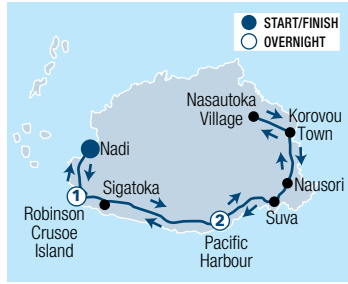 START/FINISH
OVERNIGHT
Nasautoka
Village
Korovou
Town
Nadi
Nausori
1
Sigatoka
Suva
2
Robinson
Crusoe
Island
Pacific
Harbour